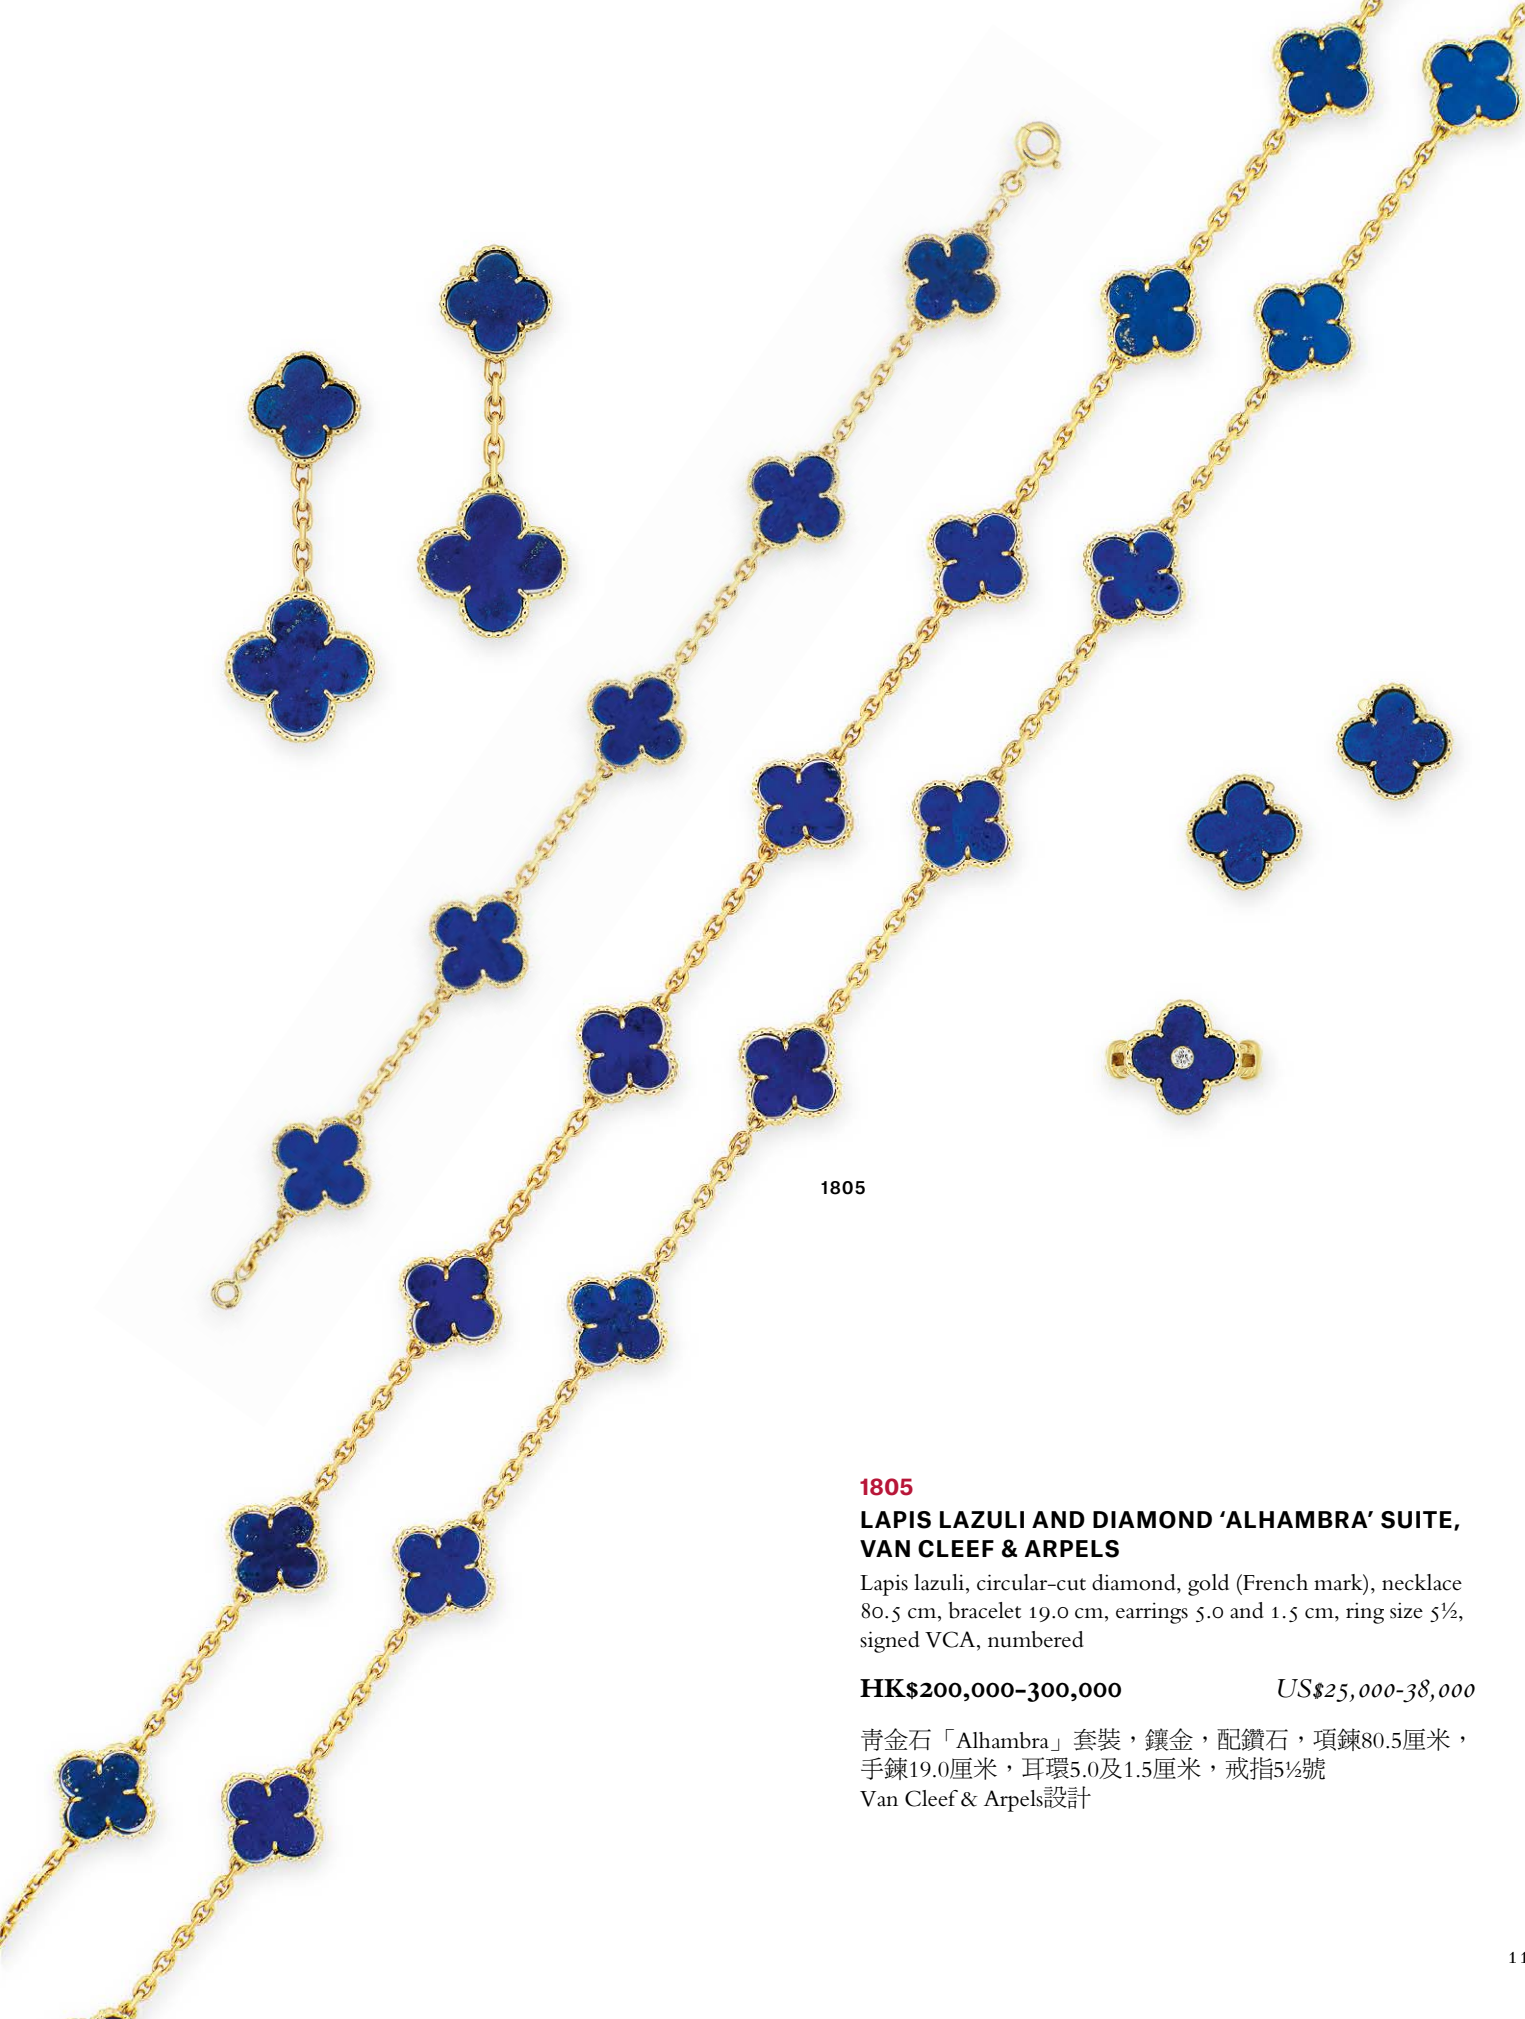 1805
1805
LAPIS LAZULI AND DIAMOND ‘ALHAMBRA’ SUITE,
VAN CLEEF & ARPELS
Lapis lazuli, circular-cut diamond, gold (French mark), necklace
80.5 cm, bracelet 19.0 cm, earrings 5.0 and 1.5 cm, ring size 5½,
signed VCA, numbered
HK$200,000-300,000 US$25,000-38,000
青金石「Alhambra」套裝，鑲金，配鑽石，項鍊80.5厘米，
手鍊19.0厘米，耳環5.0及1.5厘米，戒指5½號
Van Cleef & Arpels設計
11